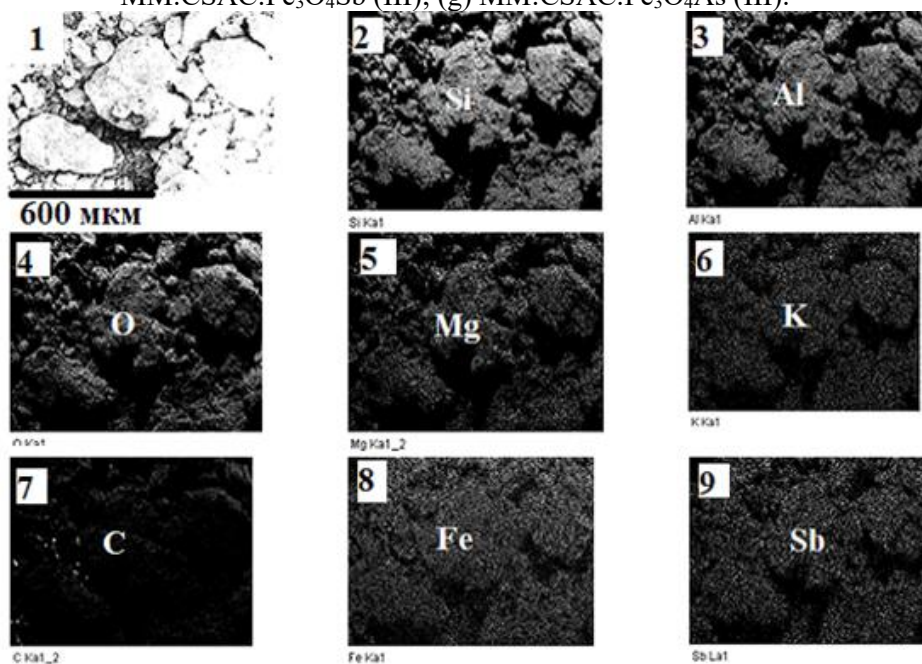 MM:CSAC:Fe₃O₄Sb (III); (g) MM:CSAC:Fe₃O₄As (III).
1
2
Si
3
Al
600 мкм
Si Ka1
Al Ka1
4
O
5
Mg
6
K
O Ka1
Mg Ka1_2
K Ka1
7
C
8
Fe
9
Sb
C Ka1_2
Fe Ka1
Sb La1